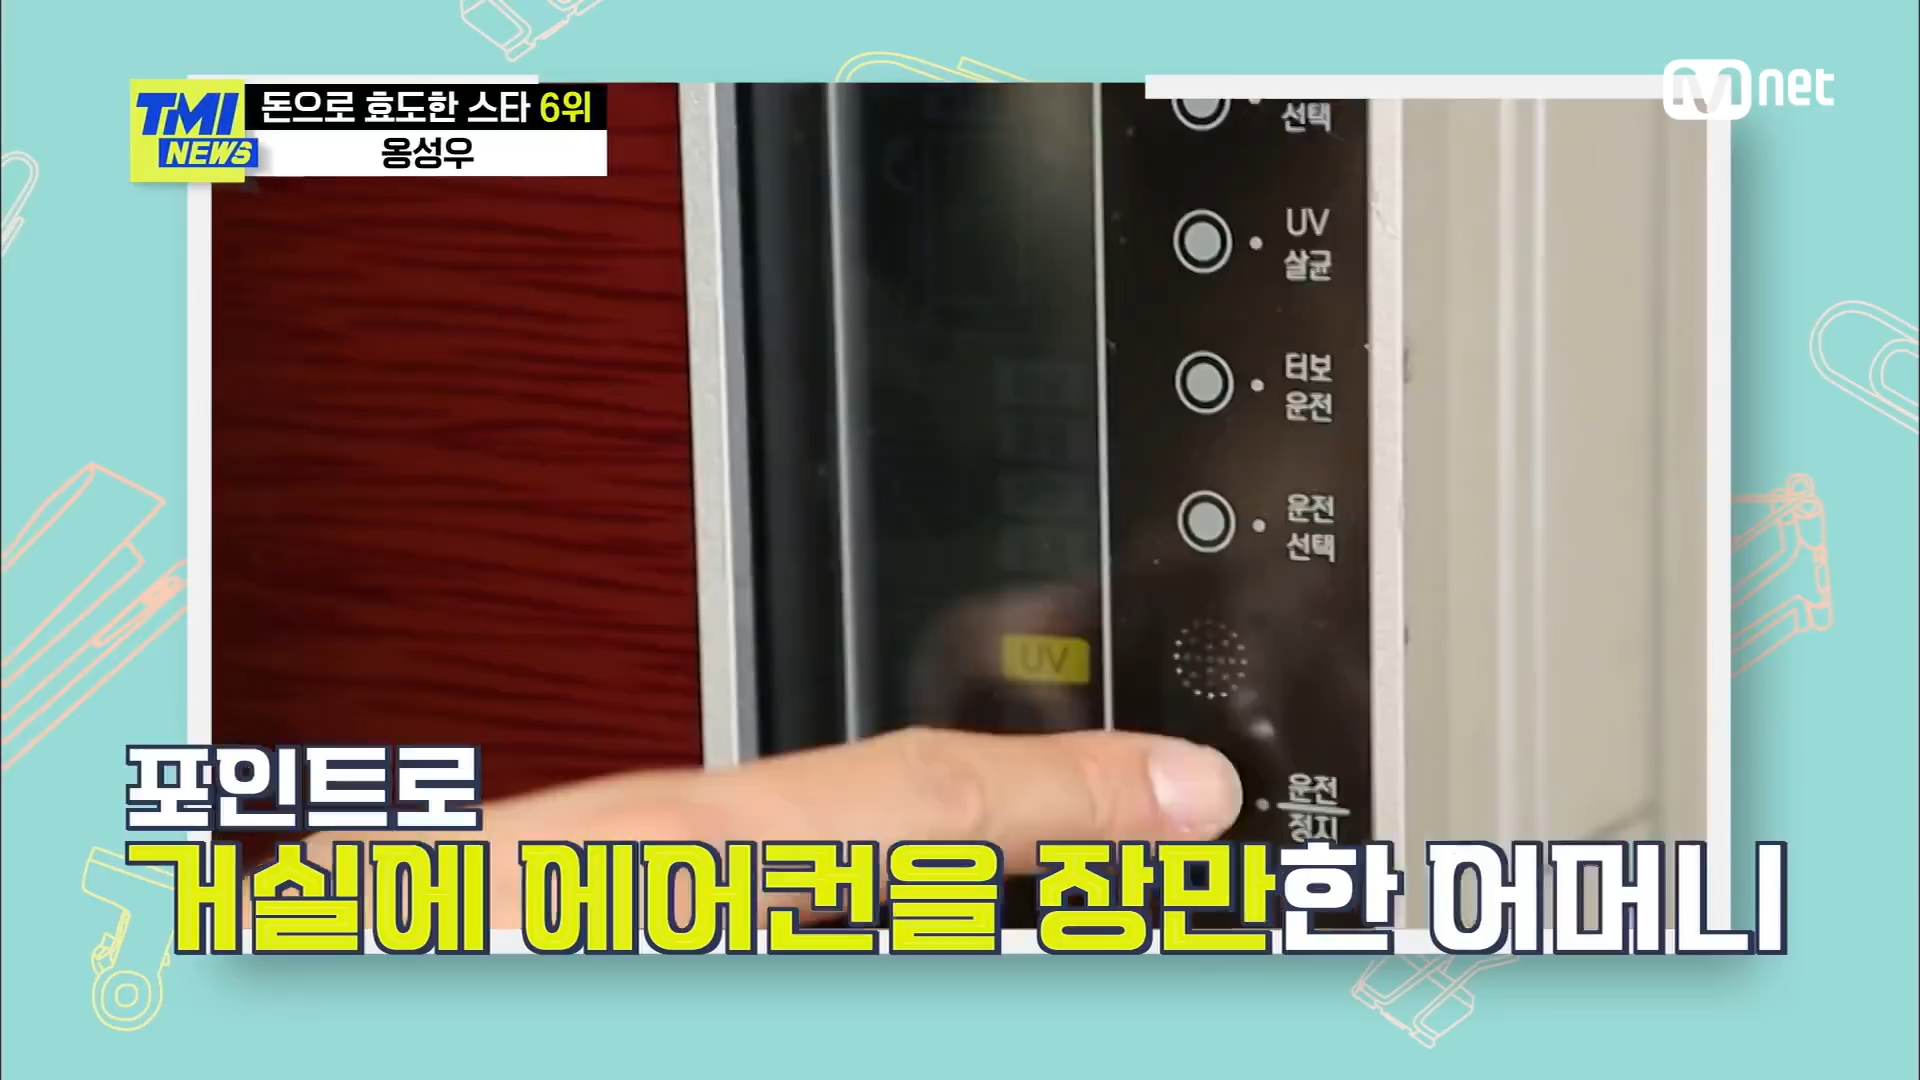 TMI
NEWS
돈으로 효도한 스타 6위
옹성우
Mnet
선택
UV
살균
터보
운전
운전
선택
UV
운전
정지
포인트로
거실에 에어컨을 장만한 어머니